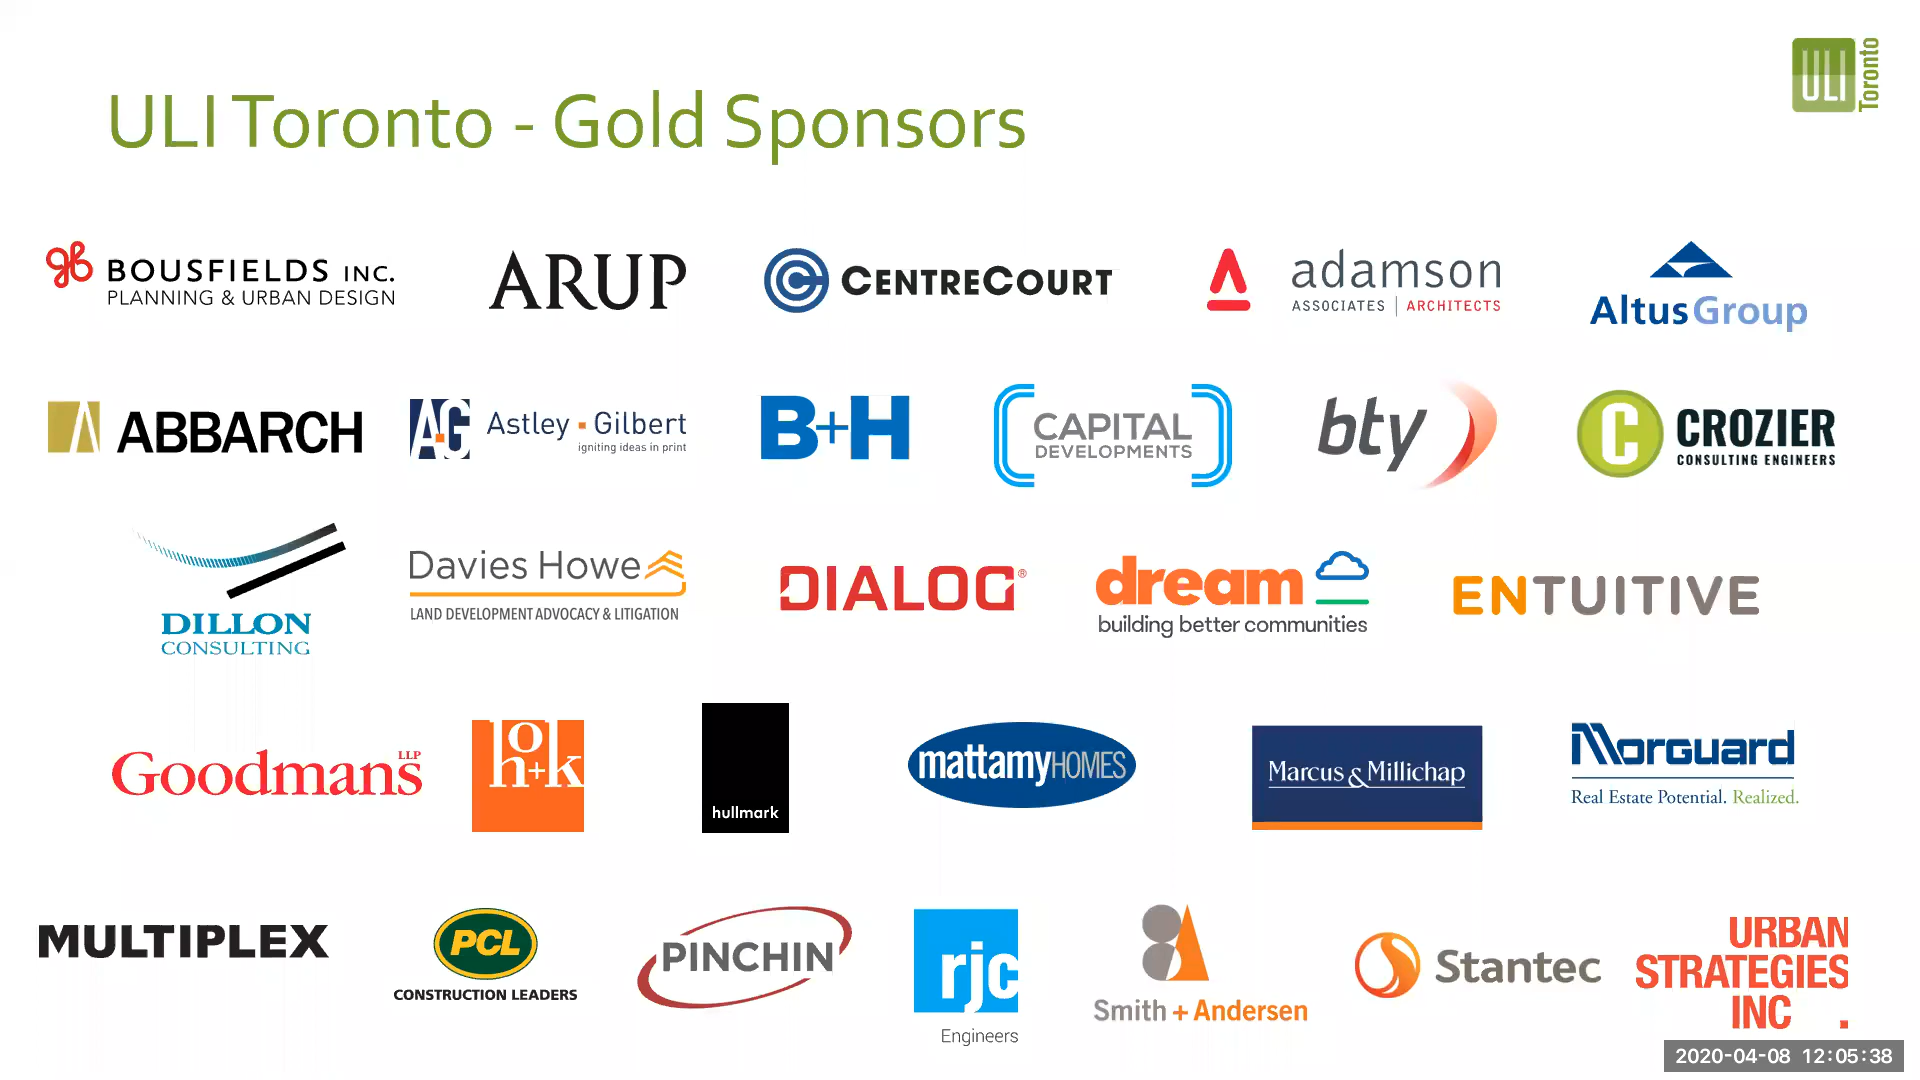 ULI Toronto
ULI Toronto - Gold Sponsors
gb BOUSFIELDS INC.
PLANNING & URBAN DESIGN
ARUP
CENTRECOURT
adamson
ASSOCIATES | ARCHITECTS
Altus Group
ABBARCH
AG Astley·Gilbert
igniting ideas in print
B+H
CAPITAL
DEVELOPMENTS
bty
C CROZIER
CONSULTING ENGINEERS
DILLON
CONSULTING
Davies Howe
LAND DEVELOPMENT ADVOCACY & LITIGATION
DIALOG®
dream
building better communities
ENTUITIVE
Goodmans LLP
hok+
hullmark
mattamyHOMES
Marcus & Millichap
Morguard
Real Estate Potential. Realized.
MULTIPLEX
PCL
CONSTRUCTION LEADERS
PINCHIN
rjc
Engineers
Smith + Andersen
Stantec
URBAN
STRATEGIES
INC .
2020-04-08 12:05:38